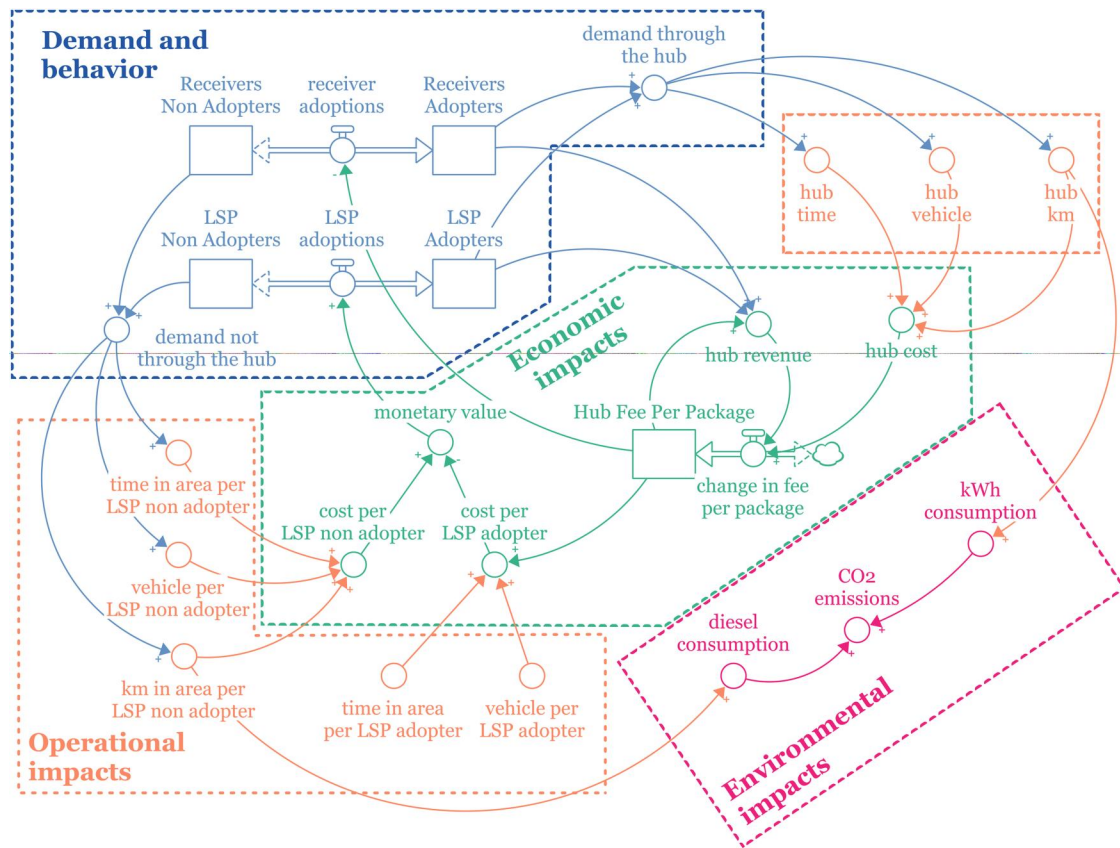 Demand and
behavior
demand through
the hub
Receivers
Non Adopters
receiver
adoptions
Receivers
Adopters
LSP
Non Adopters
LSP
adoptions
LSP
Adopters
demand not
through the hub
hub
time
hub
vehicle
hub
km
Economic
impacts
hub revenue
hub cost
monetary value
Hub Fee Per Package
change in fee
per package
cost per
LSP non adopter
cost per
LSP adopter
time in area per
LSP non adopter
vehicle per
LSP non adopter
km in area per
LSP non adopter
time in area
per LSP adopter
vehicle per
LSP adopter
Operational
impacts
kWh
consumption
CO2
emissions
diesel
consumption
Environmental
impacts